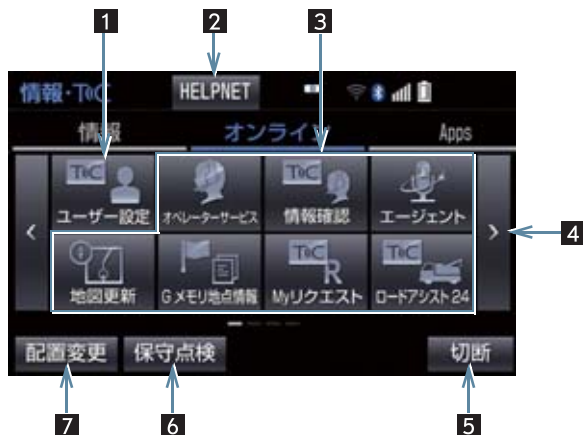 1 2 3
情報・T@C HELPNET
情報 オンライン Apps
ユーザー設定 オペレーターサービス 情報確認 エージェント
4
地図更新 Gメモリ地点情報 Myリクエスト ロードアシスト24
配置変更 保守点検 切断
7 6 5